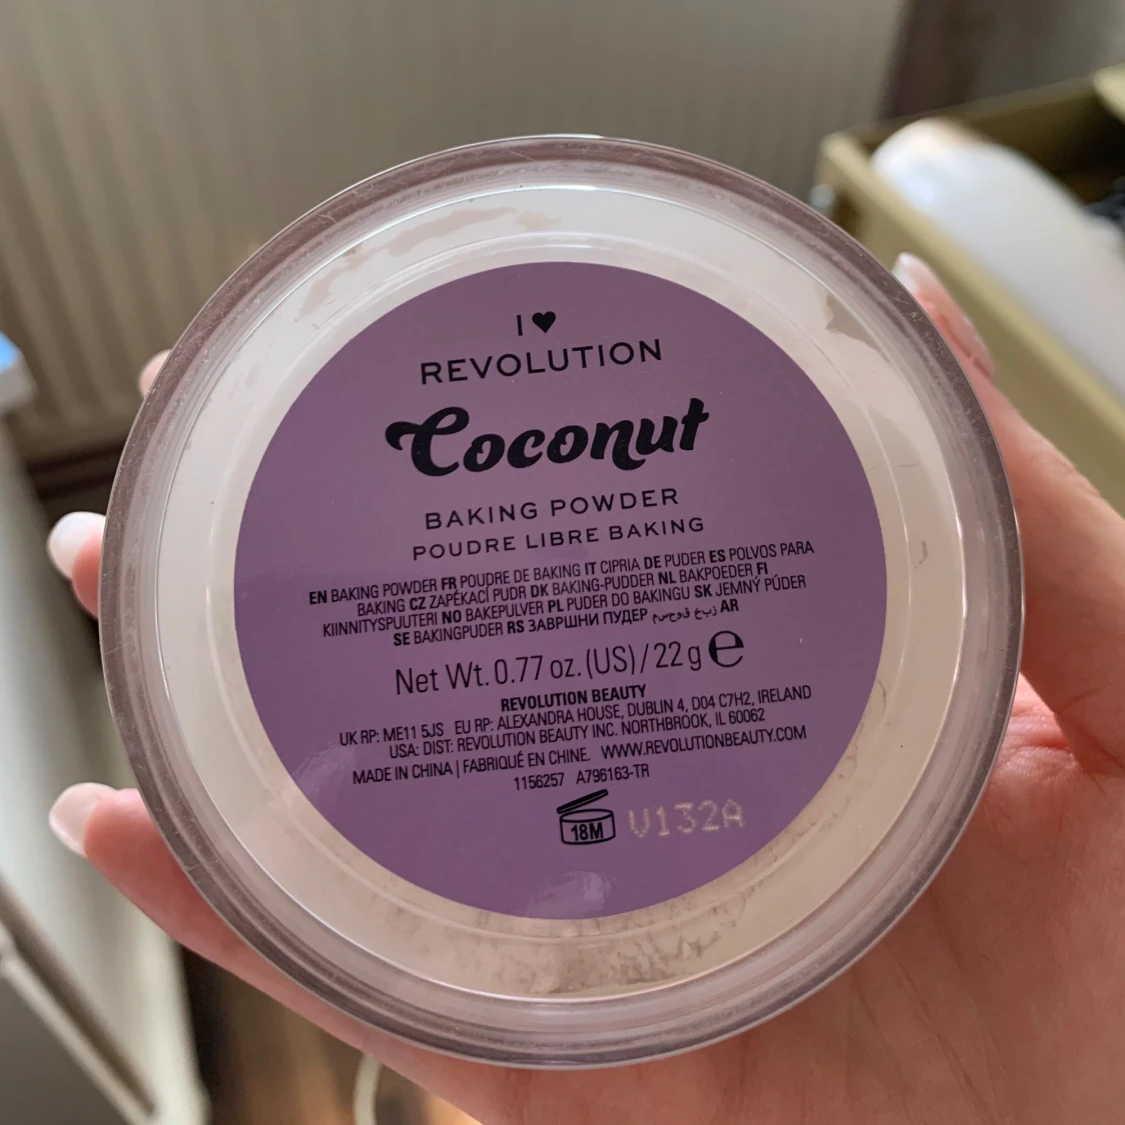 I ♥
REVOLUTION
Coconut
BAKING POWDER
POUDRE LIBRE BAKING
EN BAKING POWDER FR POUDRE DE BAKING IT CIPRIA DE PUDER ES POLVOS PARA
BAKING CZ ZAPÉKACÍ PUDR DK BAKING-PUDDER NL BAKPOEDER FI
KIINNITYSPUUTERI NO BAKEPULVER PL PUDER DO BAKINGU SK JEMNÝ PÚDER
SE BAKINGPUDER RS ЗАВРШНИ ПУДЕР AR
Net Wt. 0.77 oz. (US) / 22 g ℮
REVOLUTION BEAUTY
UK RP: ME11 5JS EU RP: ALEXANDRA HOUSE, DUBLIN 4, D04 C7H2, IRELAND
USA: DIST: REVOLUTION BEAUTY INC. NORTHBROOK, IL 60062
MADE IN CHINA | FABRIQUÉ EN CHINE. WWW.REVOLUTIONBEAUTY.COM
1156257 A796163-TR
18M V132A